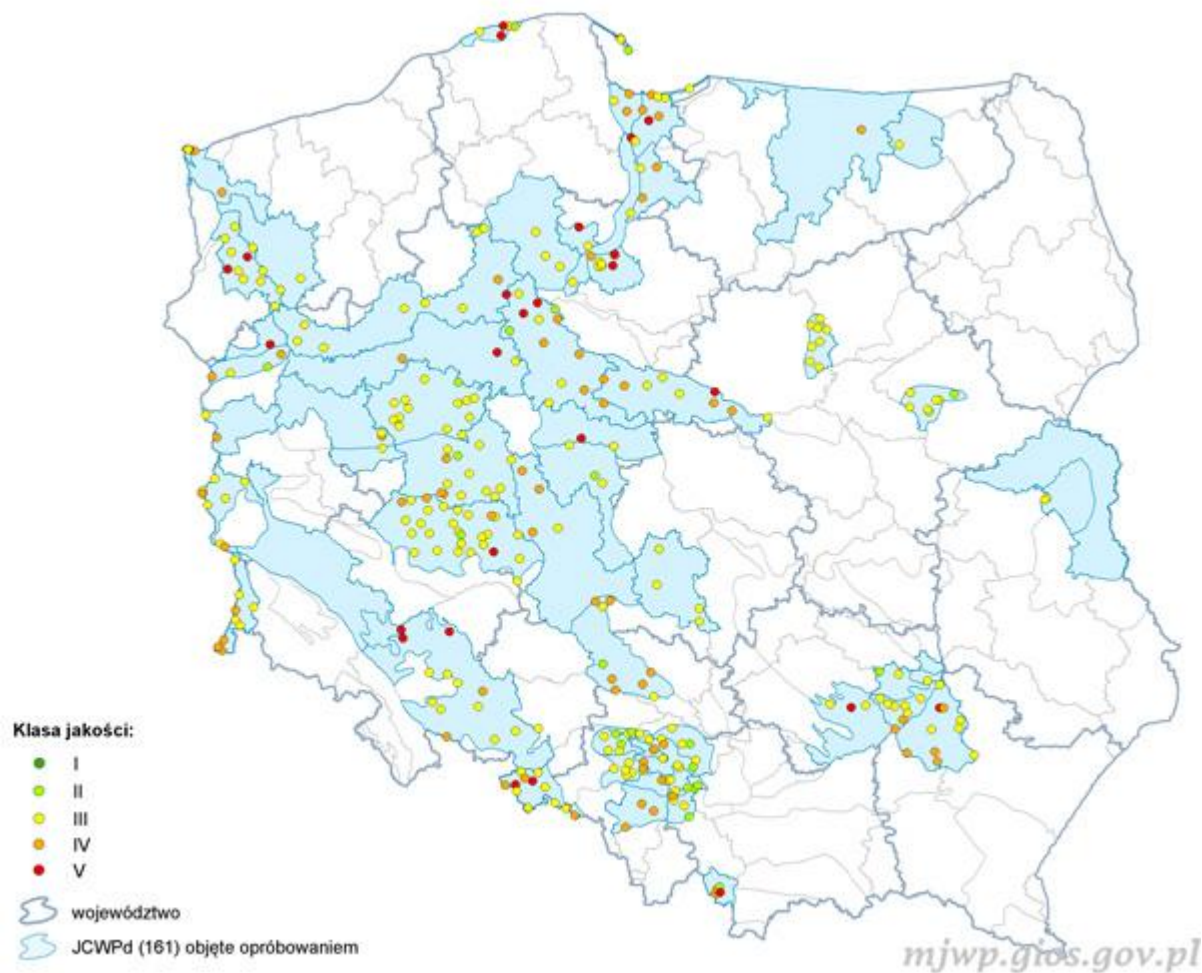 Klasa jakości:
I
II
III
IV
V
województwo
JCWPd (161) objęte opróbowaniem
mjwp.gios.gov.pl